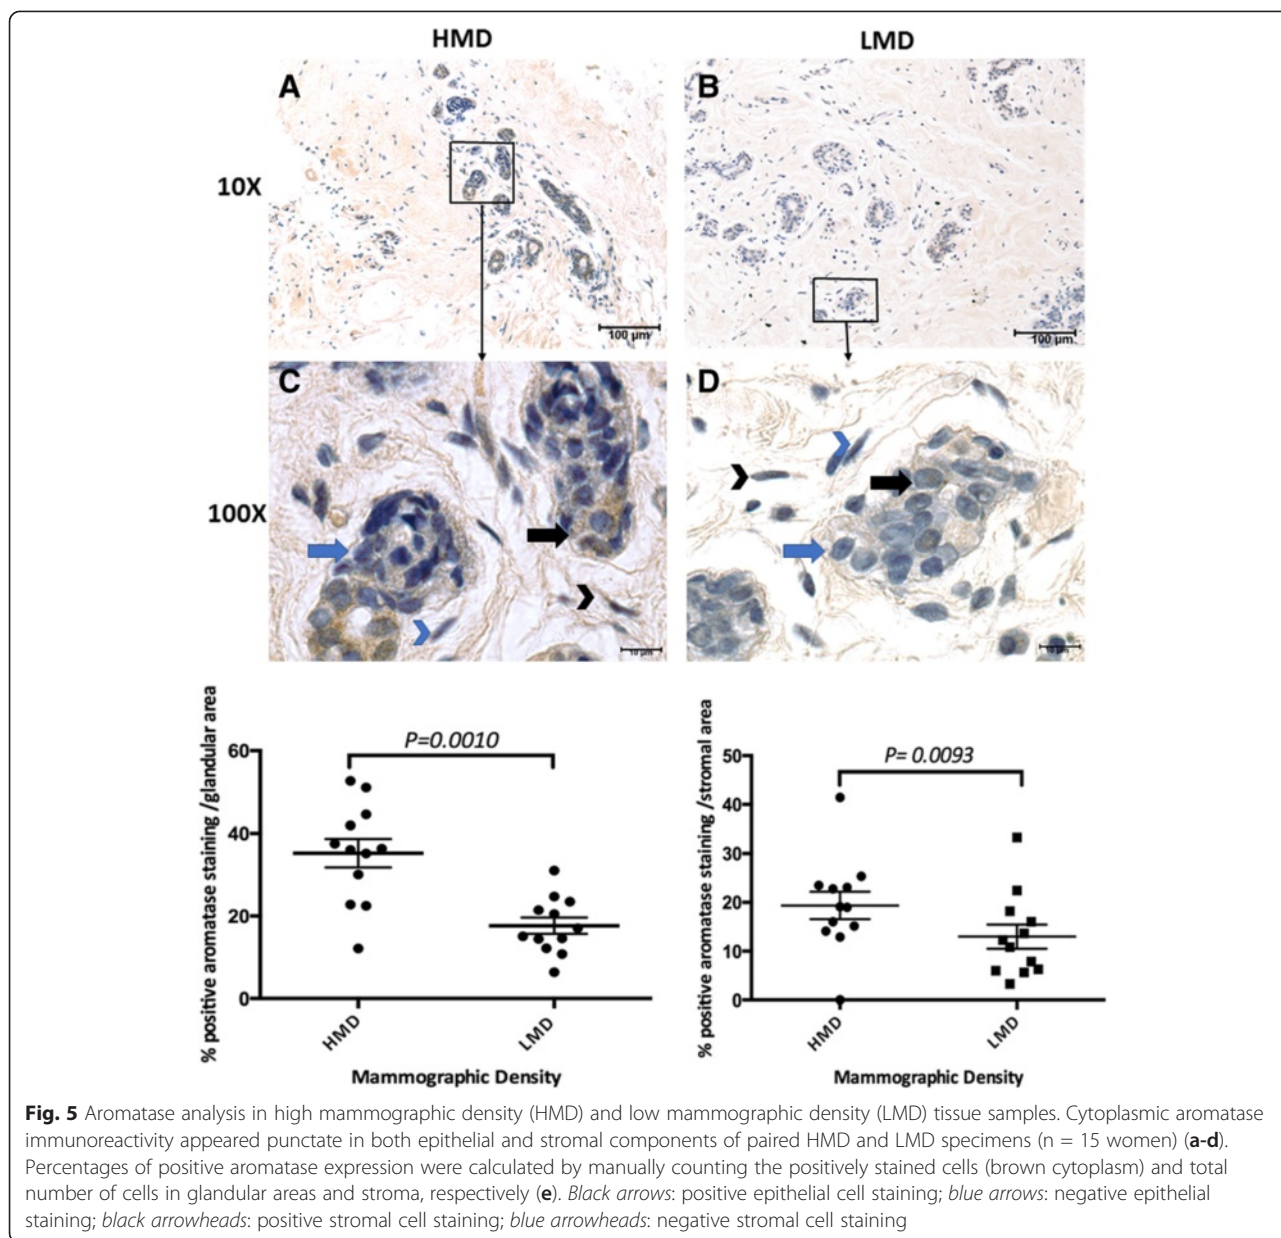 HMD
LMD
A
B
10X
100 µm
100 µm
C
D
100X
10 µm
10 µm
% positive aromatase staining /glandular area
60
40
20
0
P=0.0010
HMD
LMD
Mammographic Density
% positive aromatase staining /stromal area
50
40
30
20
10
0
P= 0.0093
HMD
LMD
Mammographic Density
Fig. 5 Aromatase analysis in high mammographic density (HMD) and low mammographic density (LMD) tissue samples. Cytoplasmic aromatase
immunoreactivity appeared punctate in both epithelial and stromal components of paired HMD and LMD specimens (n = 15 women) (a-d).
Percentages of positive aromatase expression were calculated by manually counting the positively stained cells (brown cytoplasm) and total
number of cells in glandular areas and stroma, respectively (e). Black arrows: positive epithelial cell staining; blue arrows: negative epithelial
staining; black arrowheads: positive stromal cell staining; blue arrowheads: negative stromal cell staining